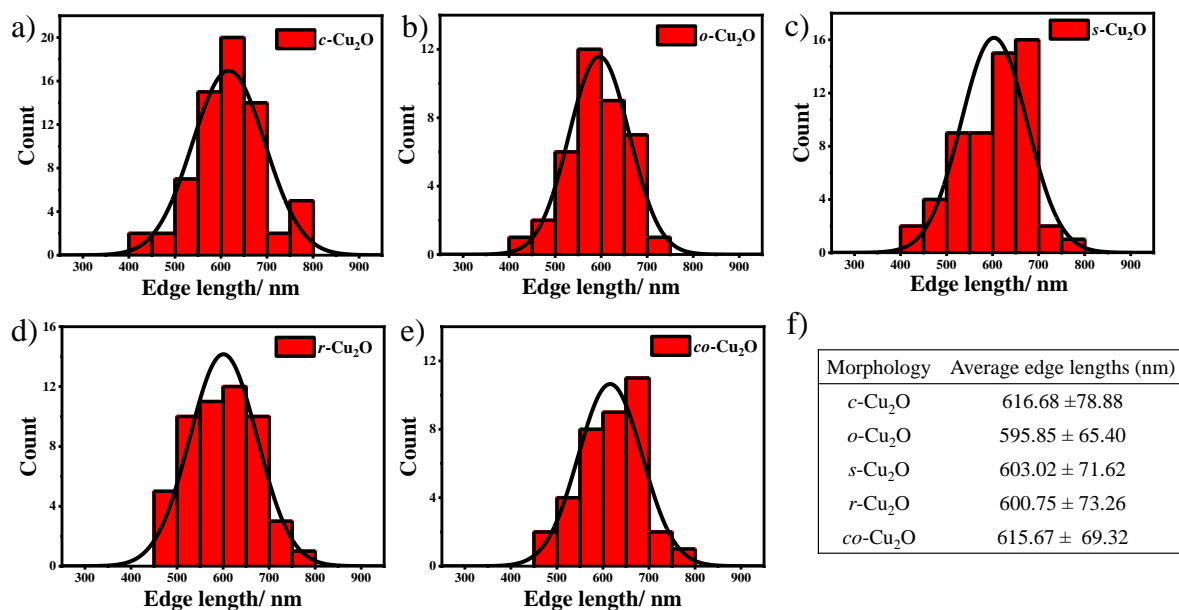 a)
c-Cu₂O
Count
20
16
12
8
4
0
300 400 500 600 700 800 900
Edge length/ nm
b)
o-Cu₂O
Count
12
8
4
0
300 400 500 600 700 800 900
Edge length/ nm
c)
s-Cu₂O
Count
16
12
8
4
0
300 400 500 600 700 800 900
Edge length/ nm
d)
r-Cu₂O
Count
16
12
8
4
0
300 400 500 600 700 800 900
Edge length/ nm
e)
co-Cu₂O
Count
12
8
4
0
300 400 500 600 700 800 900
Edge length/ nm
f)
Morphology Average edge lengths (nm)
c-Cu₂O 616.68 ±78.88
o-Cu₂O 595.85 ± 65.40
s-Cu₂O 603.02 ± 71.62
r-Cu₂O 600.75 ± 73.26
co-Cu₂O 615.67 ± 69.32